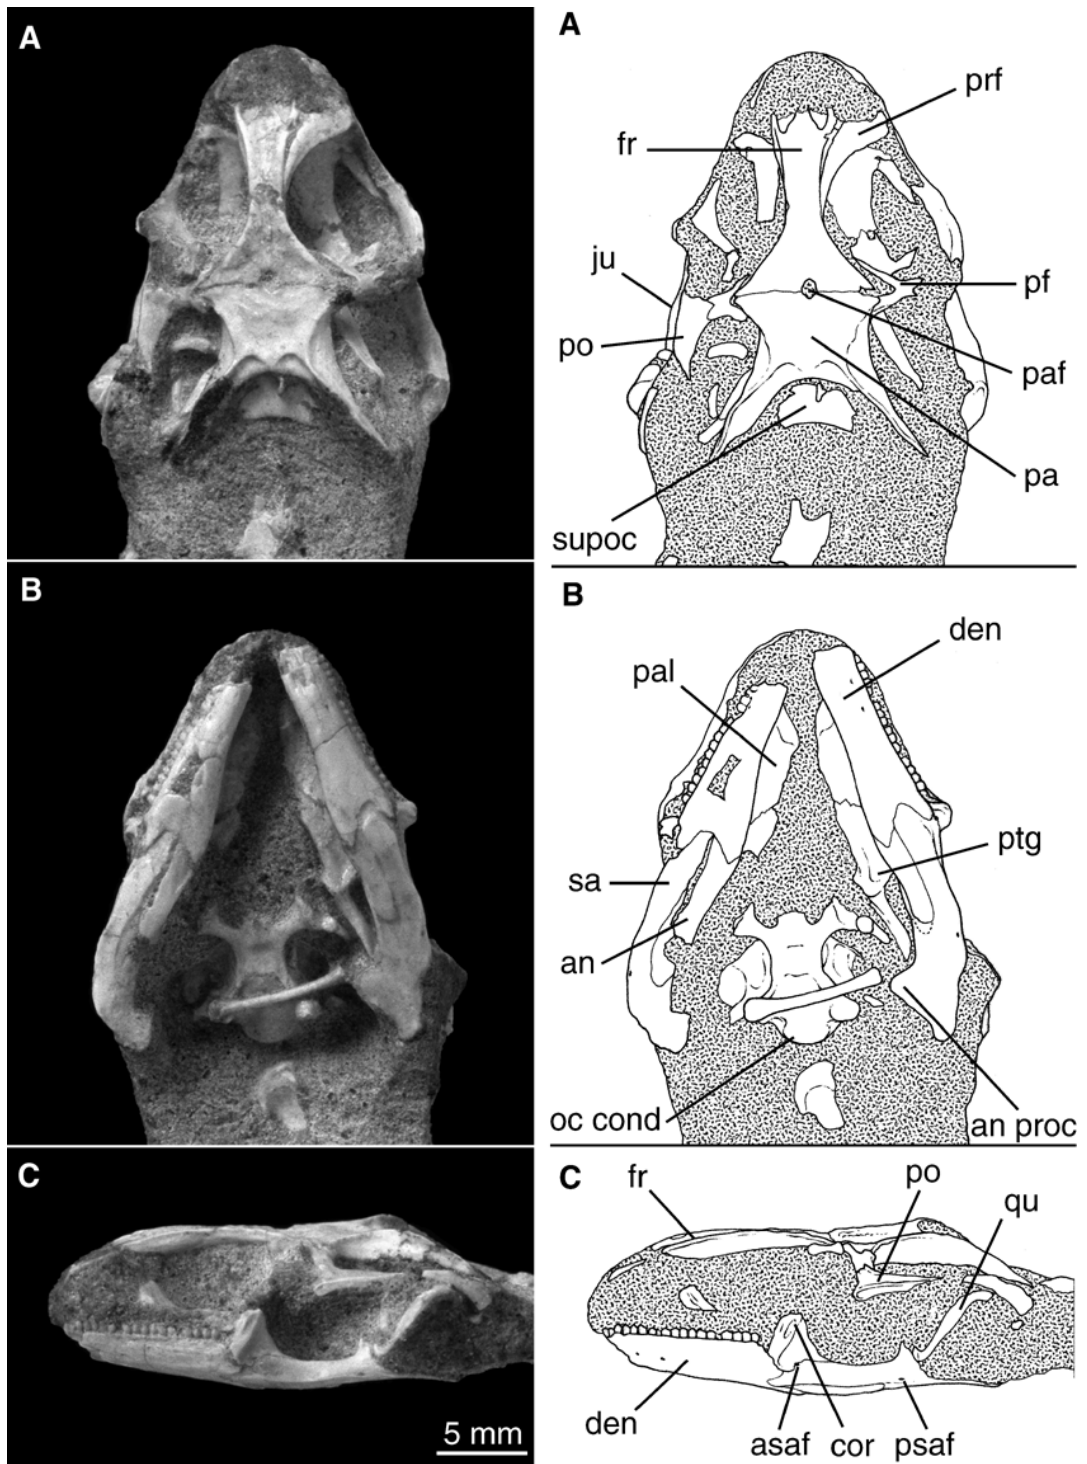 A
A
prf
fr
ju
pf
po
paf
pa
supoc
B
B
den
pal
ptg
sa
an
oc cond
an proc
C
C
fr
po
qu
5 mm
den
asaf cor psaf